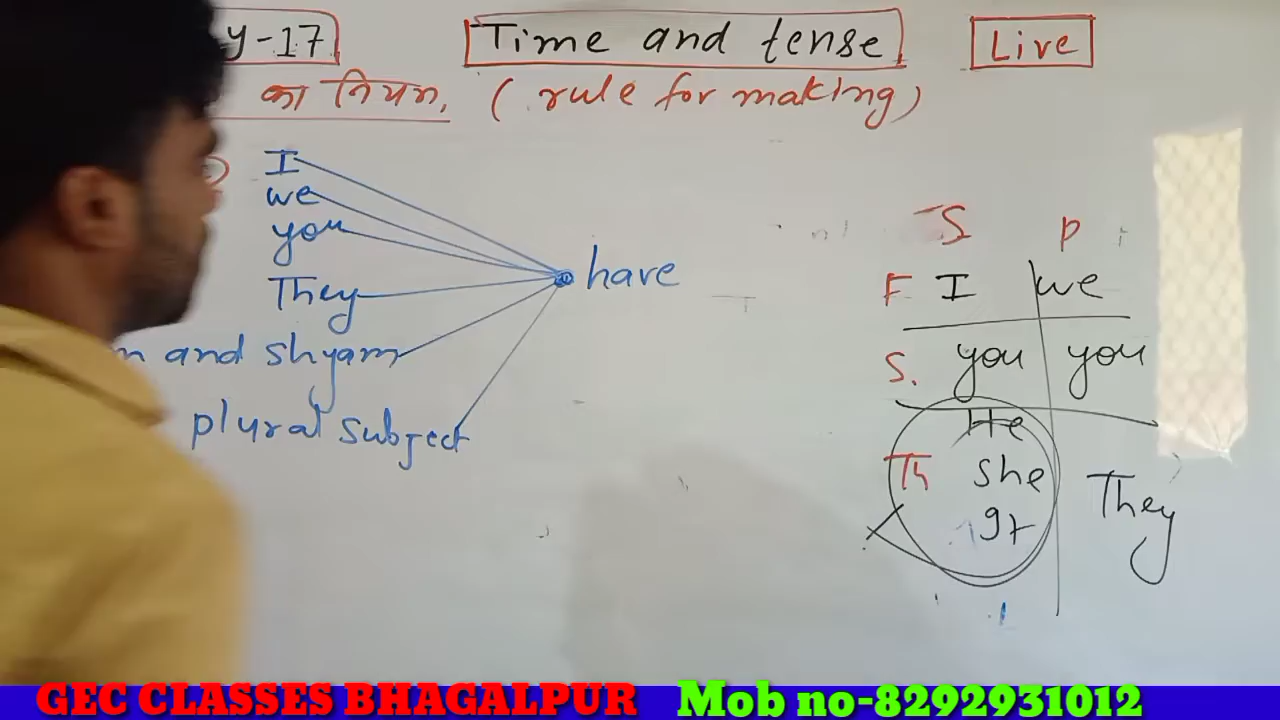 y-17 Time and tense Live
का नियम, (rule for making)
I
we
you
They
have
and shyam
plural subject
S P
F I we
S. you you
He
Th she They
It
GEC CLASSES BHAGALPUR Mob no-8292931012